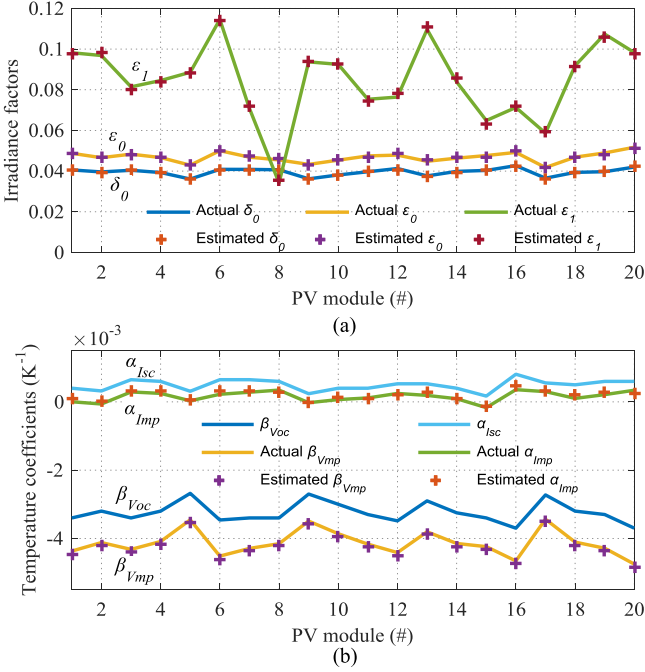 0.12
0.1
0.08
0.06
0.04
0.02
0
Irradiance factors
ε1
ε0
δ0
Actual δ0 Actual ε0 Actual ε1
Estimated δ0 Estimated ε0 Estimated ε1
2 4 6 8 10 12 14 16 18 20
PV module (#)
(a)
×10-3
Temperature coefficients (K-1)
0
-2
-4
αIsc
αImp
βVoc αIsc
Actual βVmp Actual αImp
Estimated βVmp Estimated αImp
βVoc
βVmp
2 4 6 8 10 12 14 16 18 20
PV module (#)
(b)